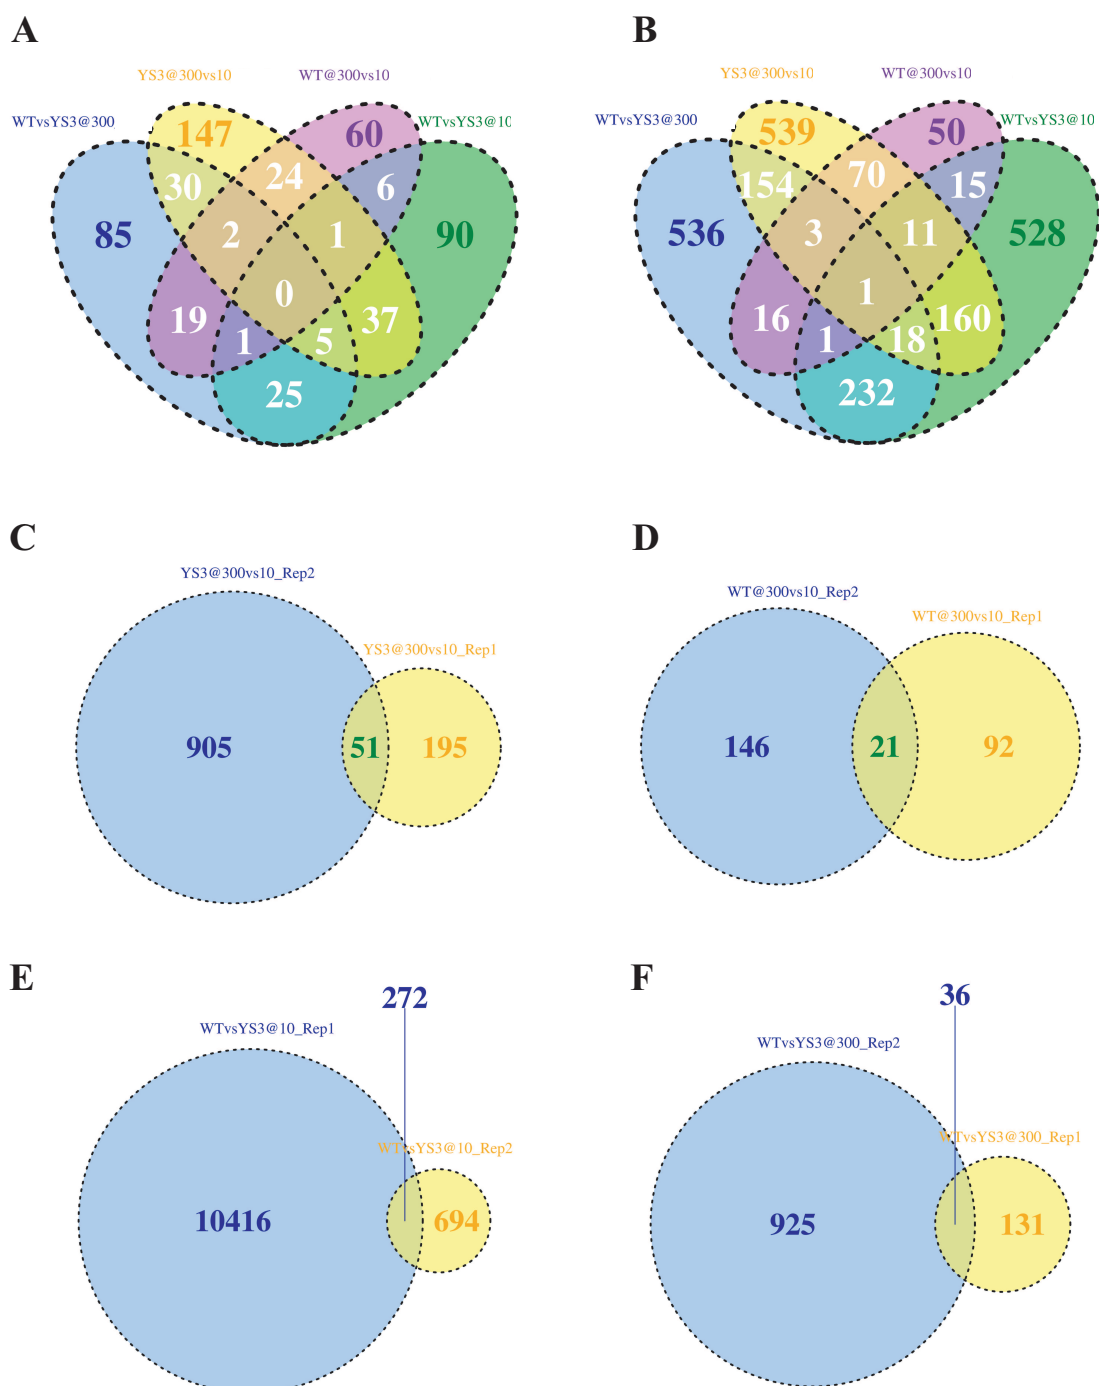 A
B
YS3@300vs10
WT@300vs10
YS3@300vs10
WT@300vs10
WTvsYS3@300
WTvsYS3@10
WTvsYS3@300
WTvsYS3@10
147
60
30
24
6
85
2
1
90
0
19
1
5
37
25
539
50
154
70
15
536
3
11
528
1
16
1
18
160
232
C
D
YS3@300vs10_Rep2
YS3@300vs10_Rep1
905
51
195
WT@300vs10_Rep2
WT@300vs10_Rep1
146
21
92
E
F
272
WTvsYS3@10_Rep1
WTvsYS3@10_Rep2
10416
694
36
WTvsYS3@300_Rep2
WTvsYS3@300_Rep1
925
131